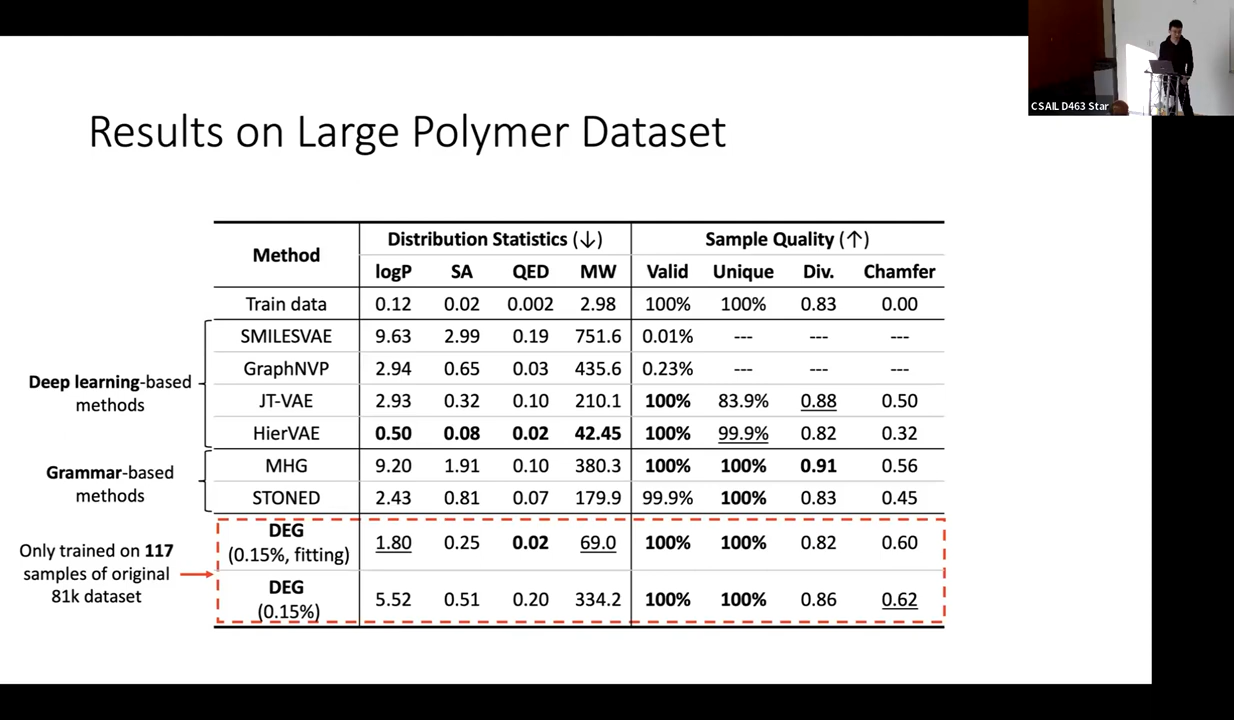 CSAIL D463 Star
Results on Large Polymer Dataset
Method Distribution Statistics (↓) Sample Quality (↑)
logP SA QED MW Valid Unique Div. Chamfer
Train data 0.12 0.02 0.002 2.98 100% 100% 0.83 0.00
SMILESVAE 9.63 2.99 0.19 751.6 0.01% --- --- ---
GraphNVP 2.94 0.65 0.03 435.6 0.23% --- --- ---
JT-VAE 2.93 0.32 0.10 210.1 100% 83.9% 0.88 0.50
HierVAE 0.50 0.08 0.02 42.45 100% 99.9% 0.82 0.32
MHG 9.20 1.91 0.10 380.3 100% 100% 0.91 0.56
STONED 2.43 0.81 0.07 179.9 99.9% 100% 0.83 0.45
DEG
(0.15%, fitting) 1.80 0.25 0.02 69.0 100% 100% 0.82 0.60
DEG
(0.15%) 5.52 0.51 0.20 334.2 100% 100% 0.86 0.62
Deep learning-based
methods
Grammar-based
methods
Only trained on 117
samples of original
81k dataset